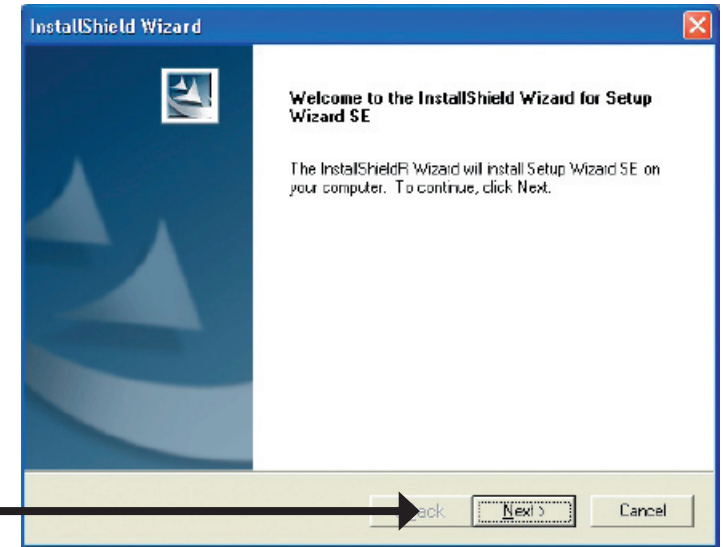 InstallShield Wizard
Welcome to the InstallShield Wizard for Setup
Wizard SE
The InstallShieldR Wizard will install Setup Wizard SE on
your computer. To continue, click Next.
ack Next > Cancel